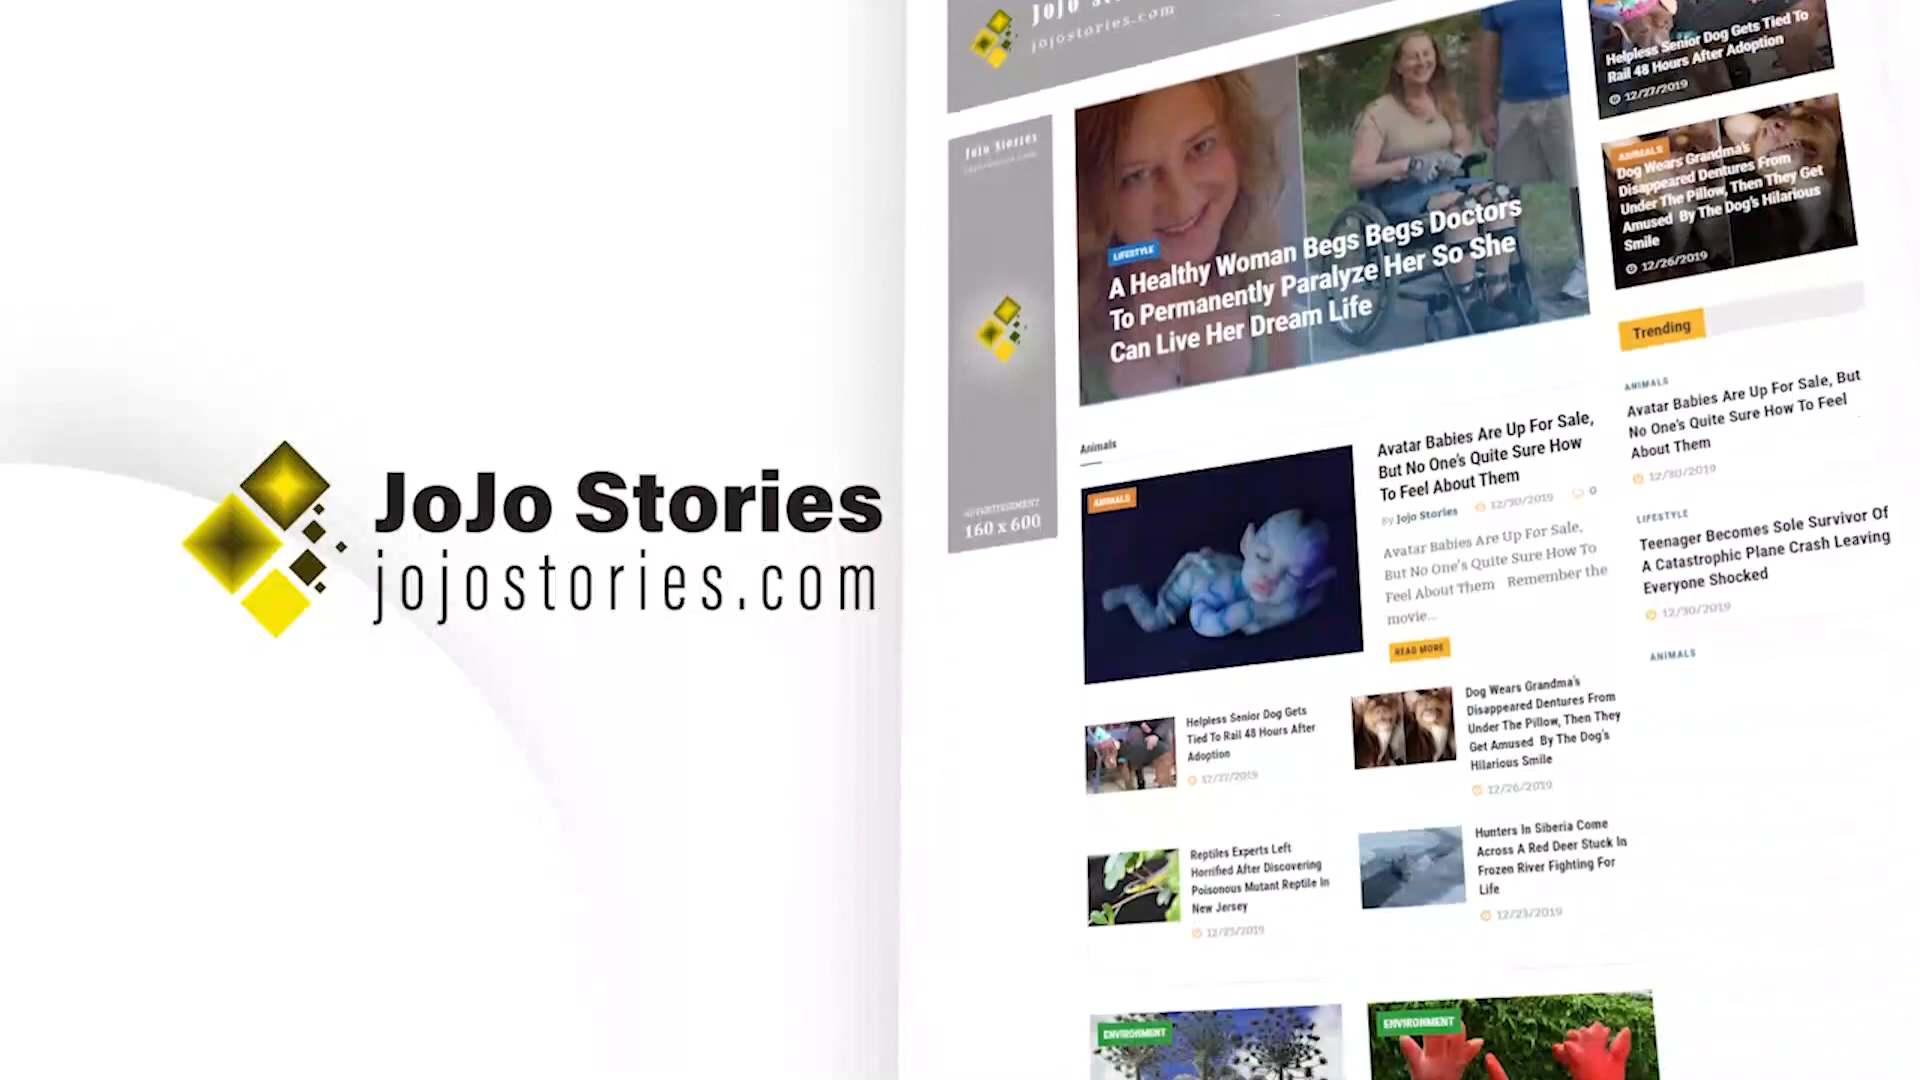 JoJo Stories
jojostories.com
JoJo
jojostories.com
JoJo Stories
ADVERTISEMENT
160 x 600
LIFESTYLE
A Healthy Woman Begs Begs Doctors
To Permanently Paralyze Her So She
Can Live Her Dream Life
Helpless Senior Dog Gets Tied To
Rail 48 Hours After Adoption
12/27/2019
ANIMALS
Dog Wears Grandma's
Disappeared Dentures From
Under The Pillow, Then They Get
Amused By The Dog's Hilarious
Smile
12/26/2019
Trending
ANIMALS
Avatar Babies Are Up For Sale, But
No One's Quite Sure How To Feel
About Them
12/30/2019
LIFESTYLE
Teenager Becomes Sole Survivor Of
A Catastrophic Plane Crash Leaving
Everyone Shocked
12/30/2019
ANIMALS
Animals
ANIMALS
Avatar Babies Are Up For Sale,
But No One's Quite Sure How
To Feel About Them
By Jojo Stories 12/30/2019 0
Avatar Babies Are Up For Sale,
But No One's Quite Sure How To
Feel About Them Remember the
movie...
READ MORE
Helpless Senior Dog Gets
Tied To Rail 48 Hours After
Adoption
12/27/2019
Dog Wears Grandma's
Disappeared Dentures From
Under The Pillow, Then They
Get Amused By The Dog's
Hilarious Smile
12/26/2019
Reptiles Experts Left
Horrified After Discovering
Poisonous Mutant Reptile In
New Jersey
12/23/2019
Hunters In Siberia Come
Across A Red Deer Stuck In
Frozen River Fighting For
Life
12/23/2019
ENVIRONMENT
ENVIRONMENT